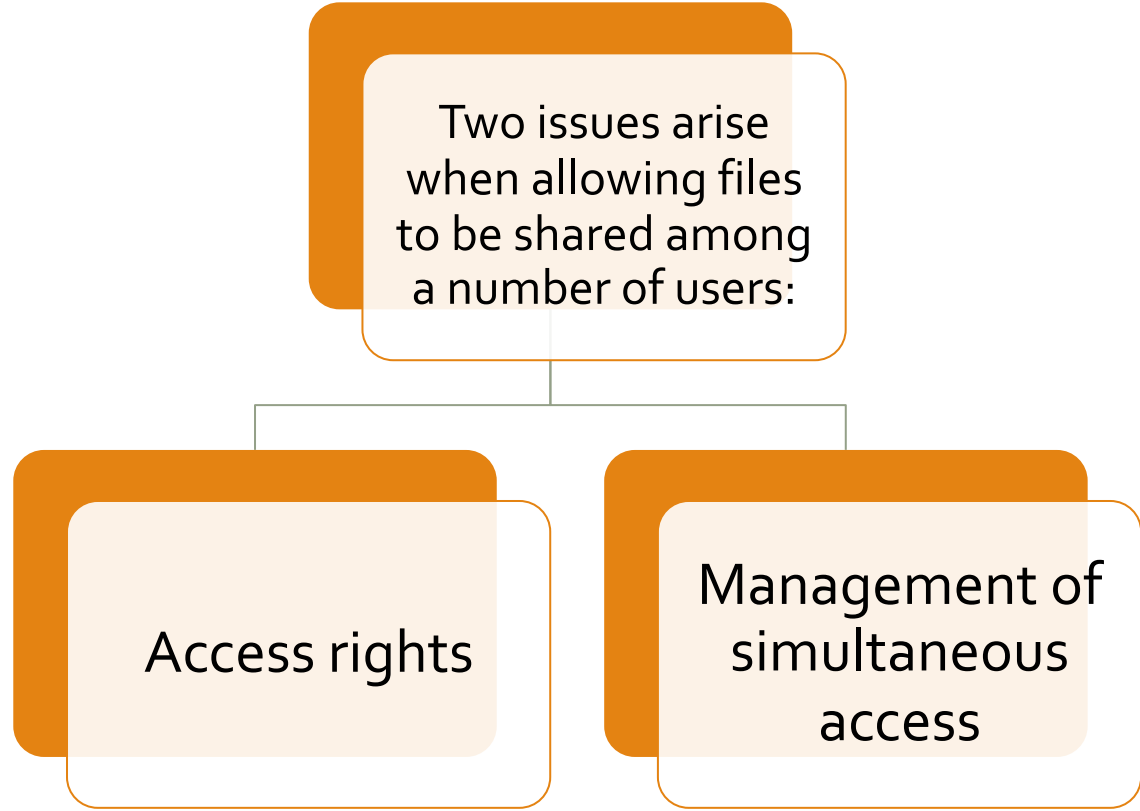 Two issues arise
when allowing files
to be shared among
a number of users:
Access rights
Management of
simultaneous
access